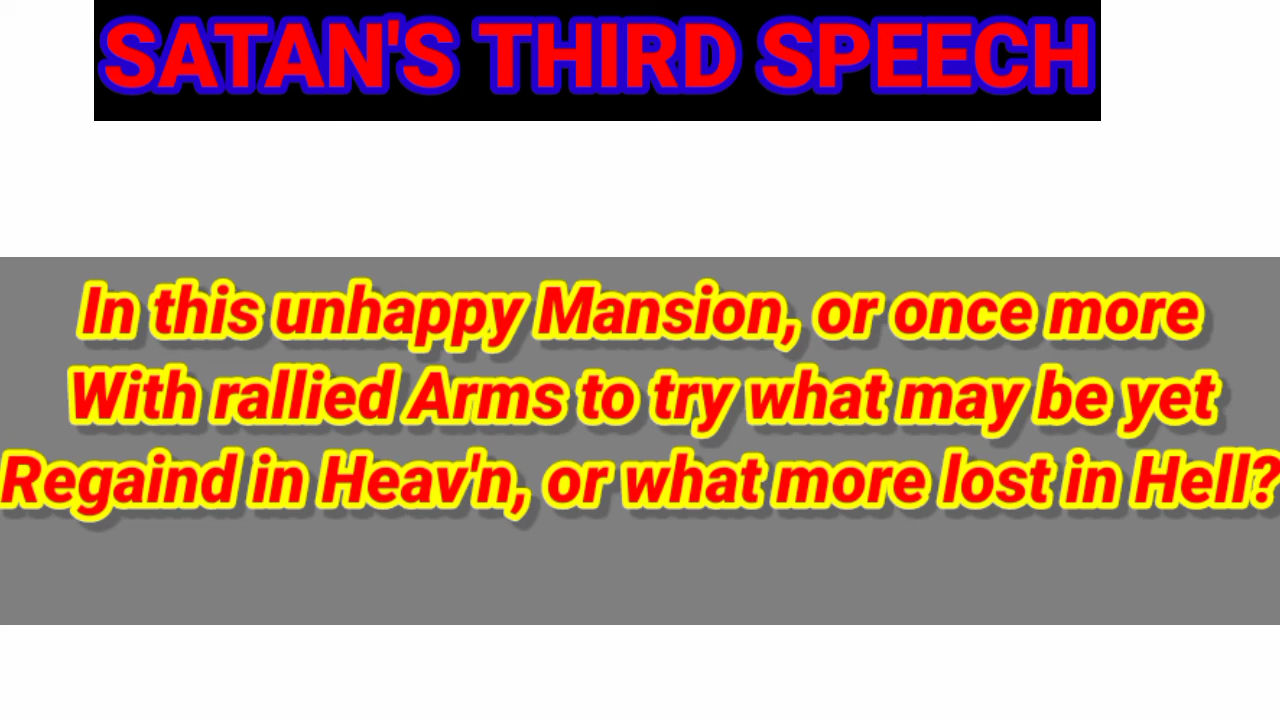 SATAN'S THIRD SPEECH
In this unhappy Mansion, or once more
With rallied Arms to try what may be yet
Regaind in Heav'n, or what more lost in Hell?